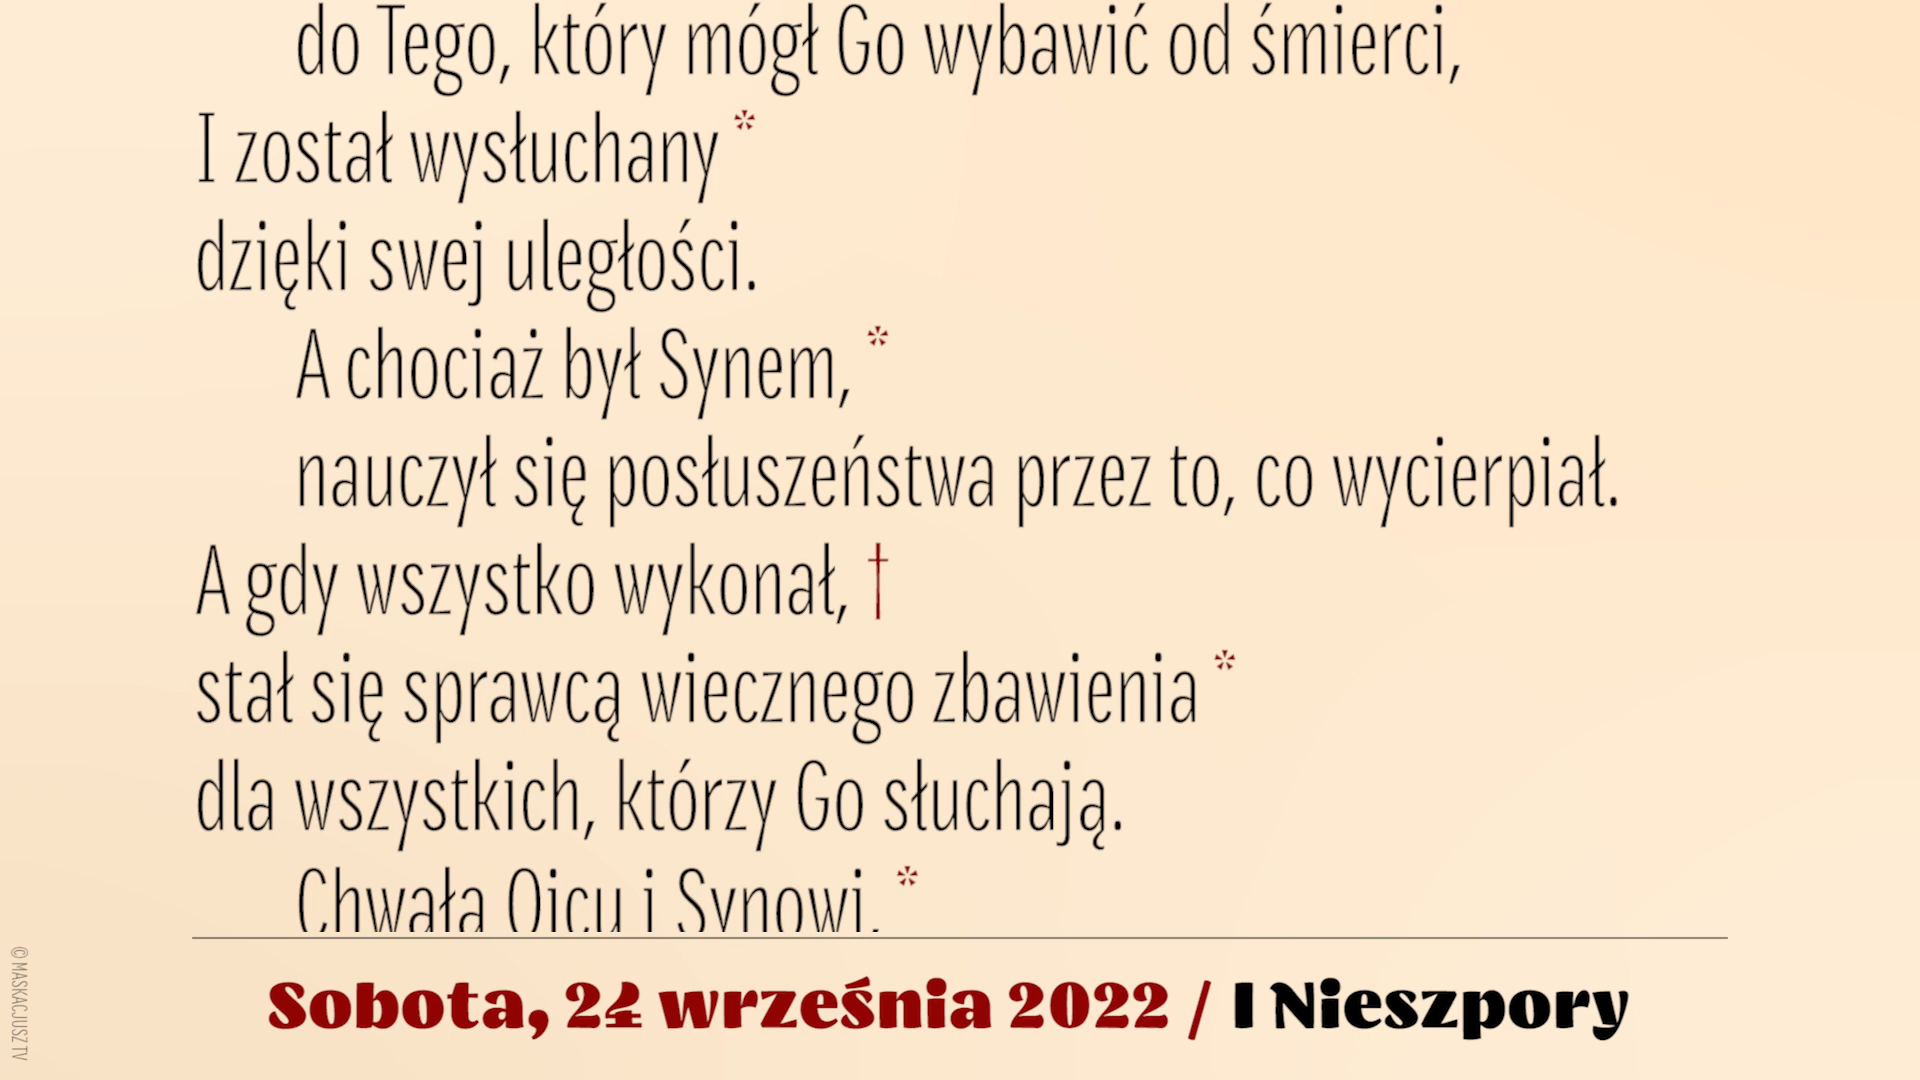 do Tego, który mógł Go wybawić od śmierci,
I został wysłuchany *
dzięki swej uległości.
A chociaż był Synem, *
nauczył się posłuszeństwa przez to, co wycierpiał.
A gdy wszystko wykonał, †
stał się sprawcą wiecznego zbawienia *
dla wszystkich, którzy Go słuchają.
Chwała Ojcu i Synowi, *
Sobota, 24 września 2022 / I Nieszpory
© MASKACJUSZ TV